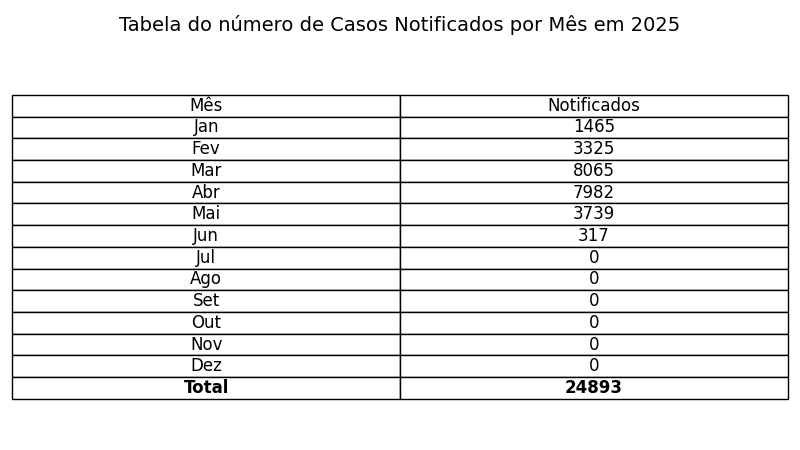 Tabela do número de Casos Notificados por Mês em 2025
Mês Notificados
Jan 1465
Fev 3325
Mar 8065
Abr 7982
Mai 3739
Jun 317
Jul 0
Ago 0
Set 0
Out 0
Nov 0
Dez 0
Total 24893